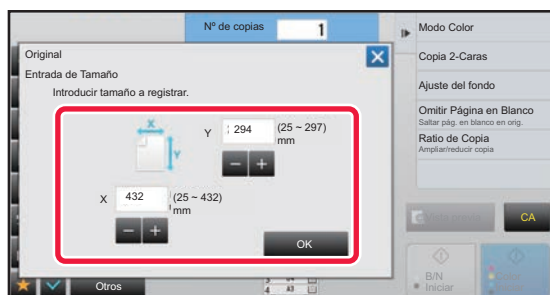 Nº de copias 1
Original
Entrada de Tamaño
Introducir tamaño a registrar.
X
Y
Y 294 (25 ~ 297)
mm
X 432 (25 ~ 432)
mm
OK
Otros
A3
Modo Color
Copia 2-Caras
Ajuste del fondo
Omitir Página en Blanco
Saltar pág. en blanco en orig.
Ratio de Copia
Ampliar/reducir copia
CA
B/N
Iniciar